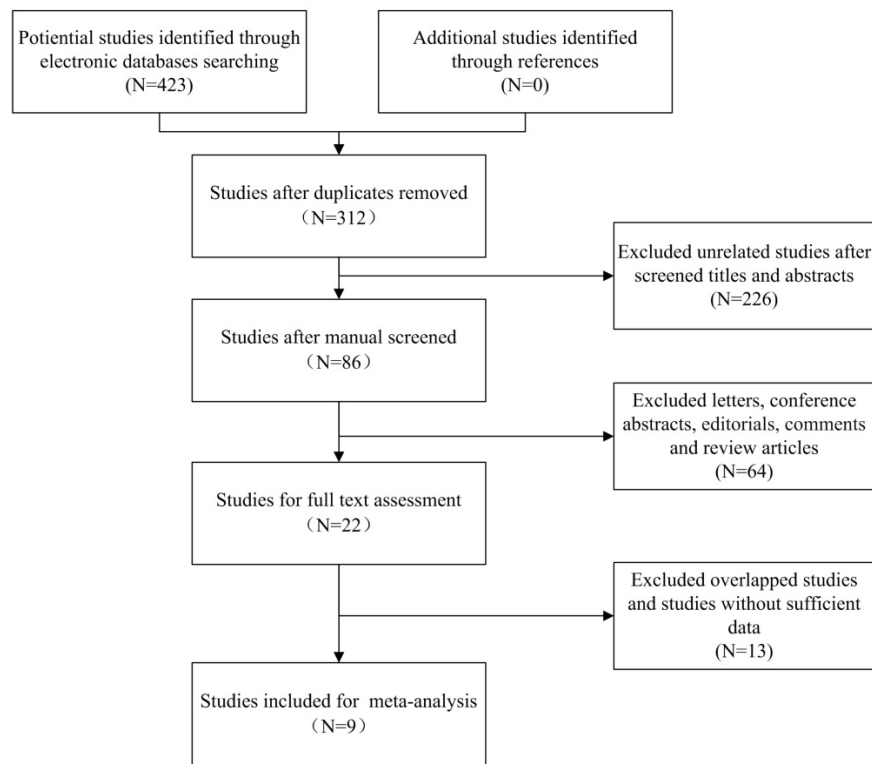 Potiential studies identified through
electronic databases searching
(N=423)
Additional studies identified
through references
(N=0)
Studies after duplicates removed
（N=312）
Excluded unrelated studies after
screened titles and abstracts
(N=226)
Studies after manual screened
（N=86）
Excluded letters, conference
abstracts, editorials, comments
and review articles
(N=64)
Studies for full text assessment
（N=22）
Excluded overlapped studies
and studies without sufficient
data
(N=13)
Studies included for meta-analysis
（N=9）